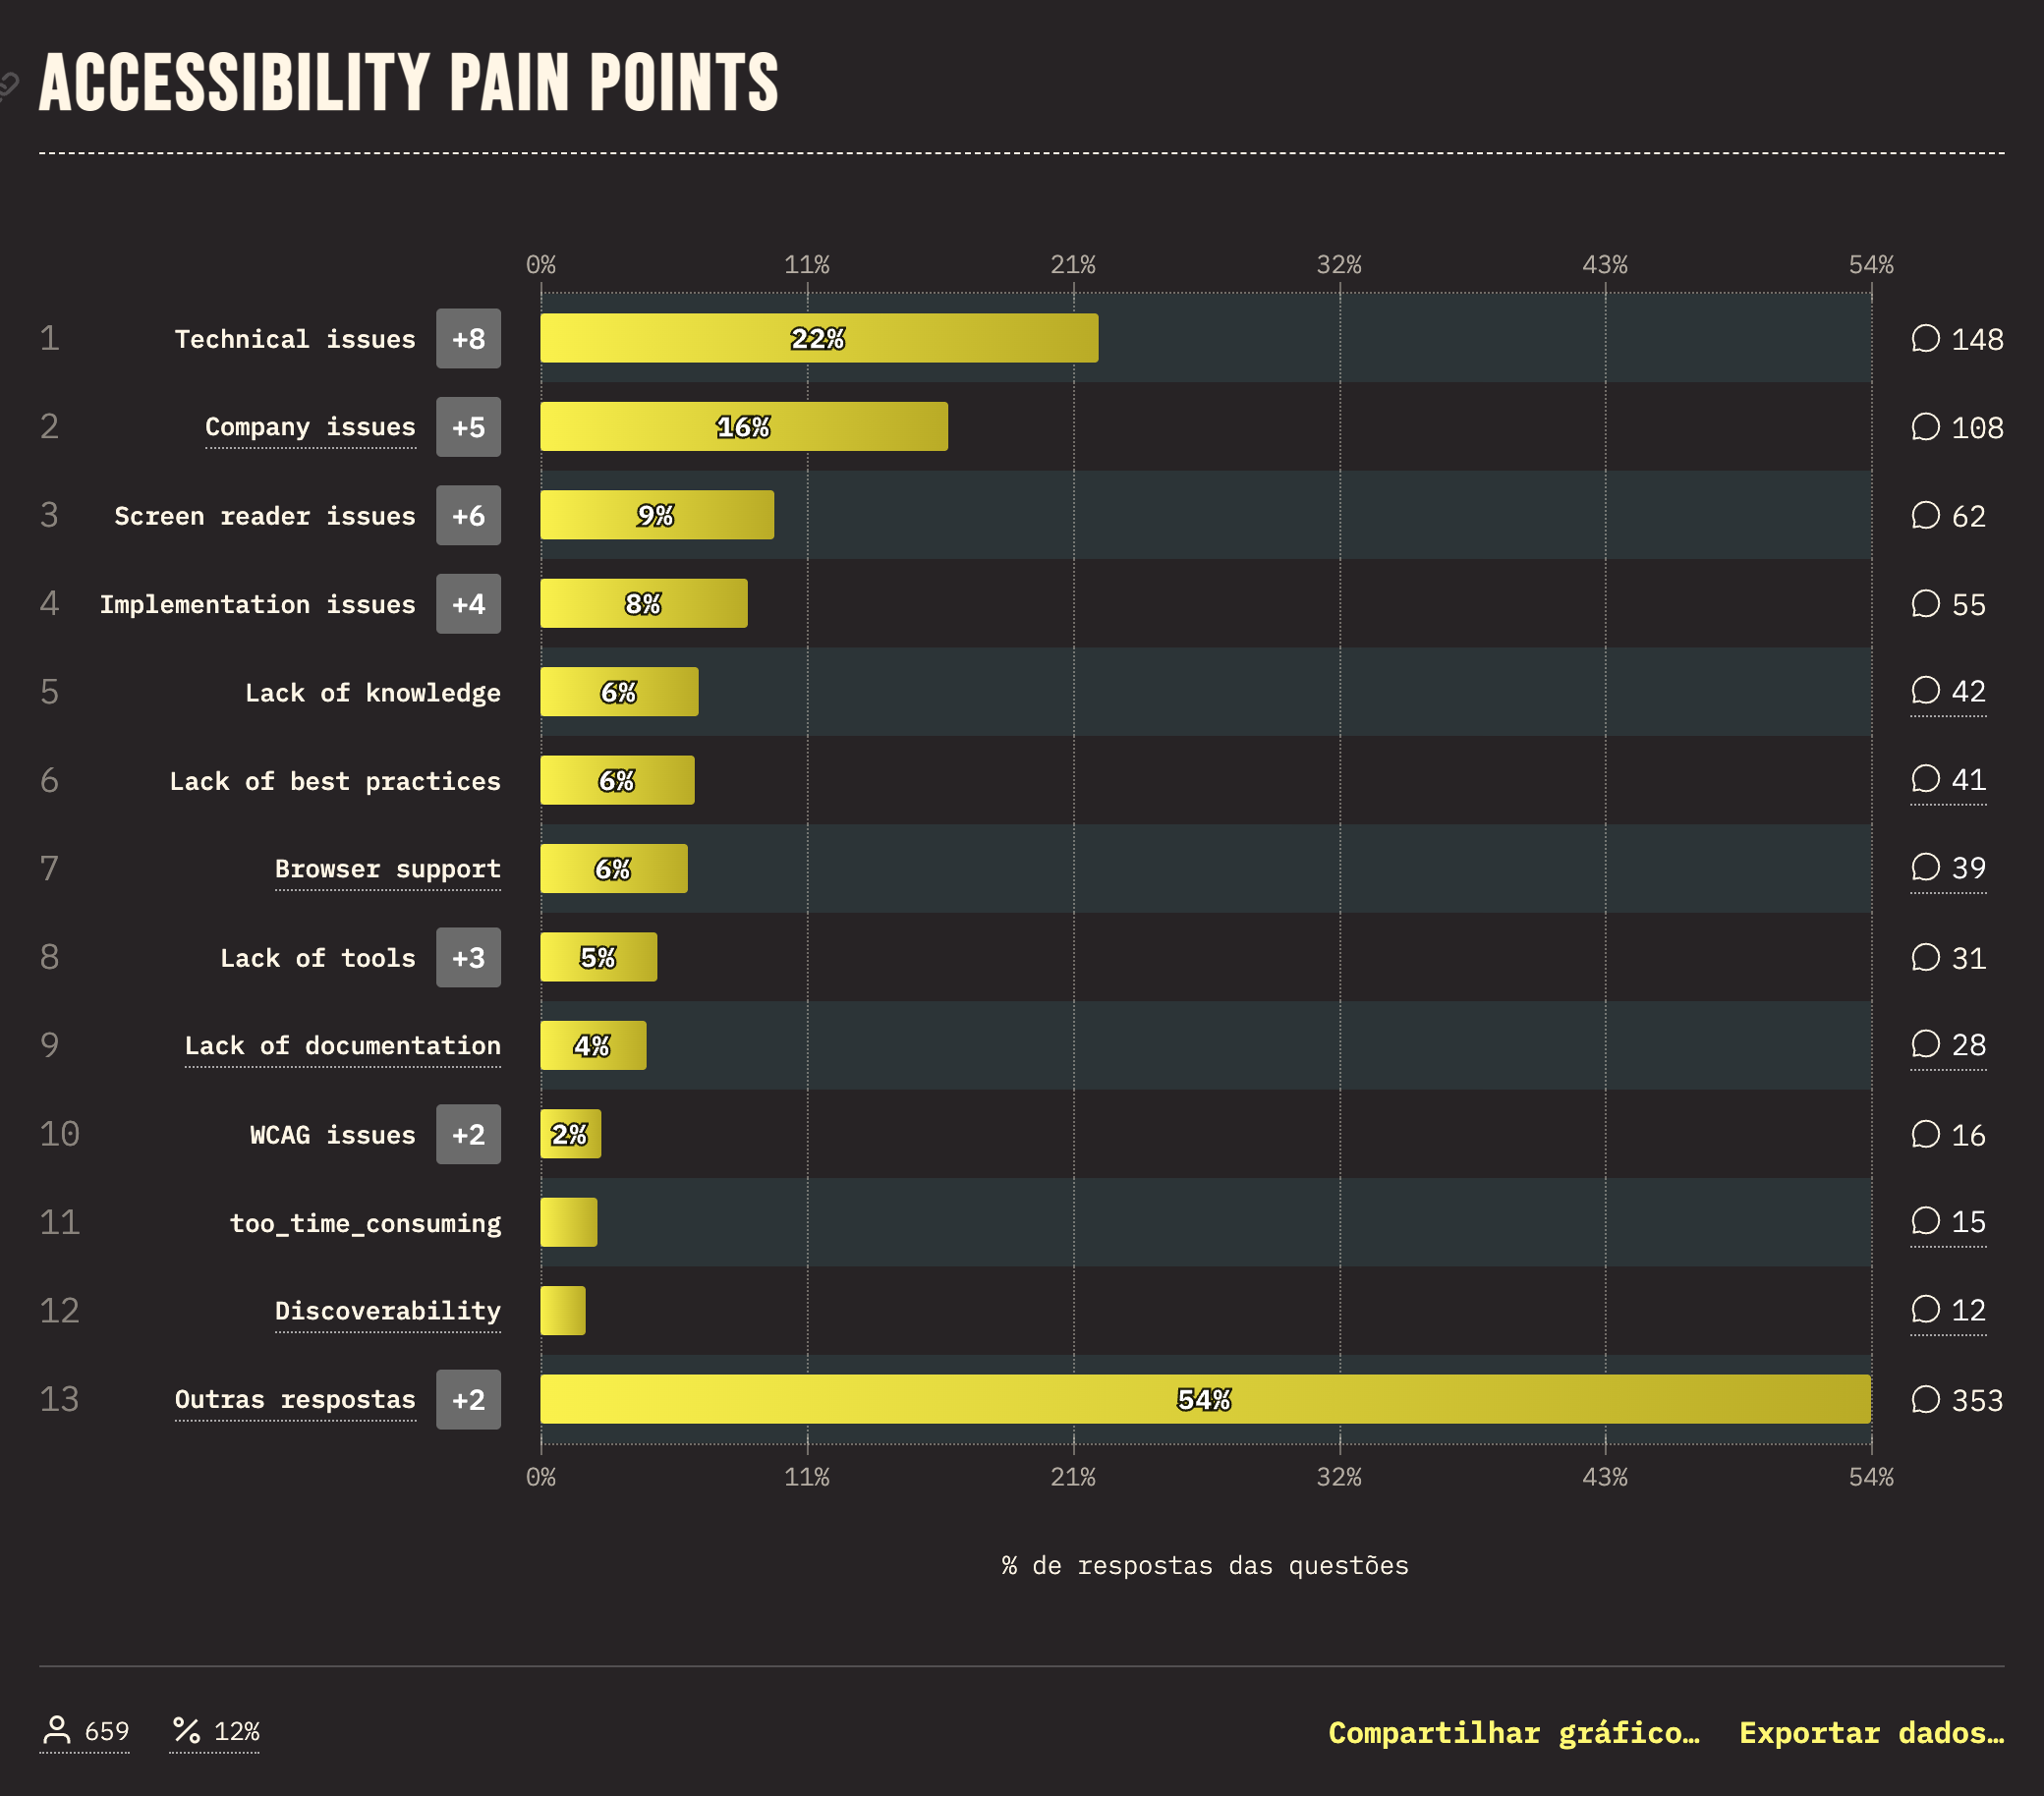 ACCESSIBILITY PAIN POINTS
0% 11% 21% 32% 43% 54%
1 Technical issues +8 22% 148
2 Company issues +5 16% 108
3 Screen reader issues +6 9% 62
4 Implementation issues +4 8% 55
5 Lack of knowledge 6% 42
6 Lack of best practices 6% 41
7 Browser support 6% 39
8 Lack of tools +3 5% 31
9 Lack of documentation 4% 28
10 WCAG issues +2 2% 16
11 too_time_consuming 15
12 Discoverability 12
13 Outras respostas +2 54% 353
0% 11% 21% 32% 43% 54%
% de respostas das questões
659 12% Compartilhar gráfico… Exportar dados…